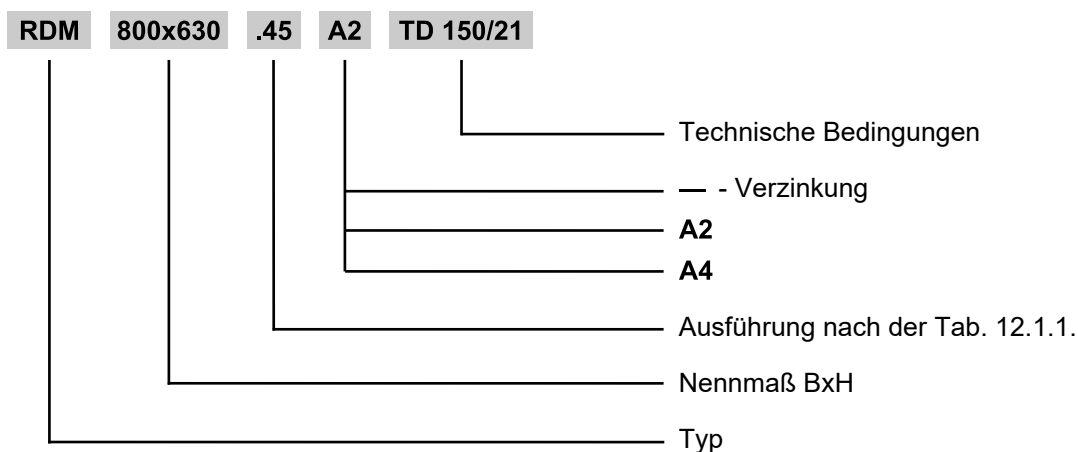 RDM 800x630 .45 A2 TD 150/21
Technische Bedingungen
— - Verzinkung
A2
A4
Ausführung nach der Tab. 12.1.1.
Nennmaß BxH
Typ